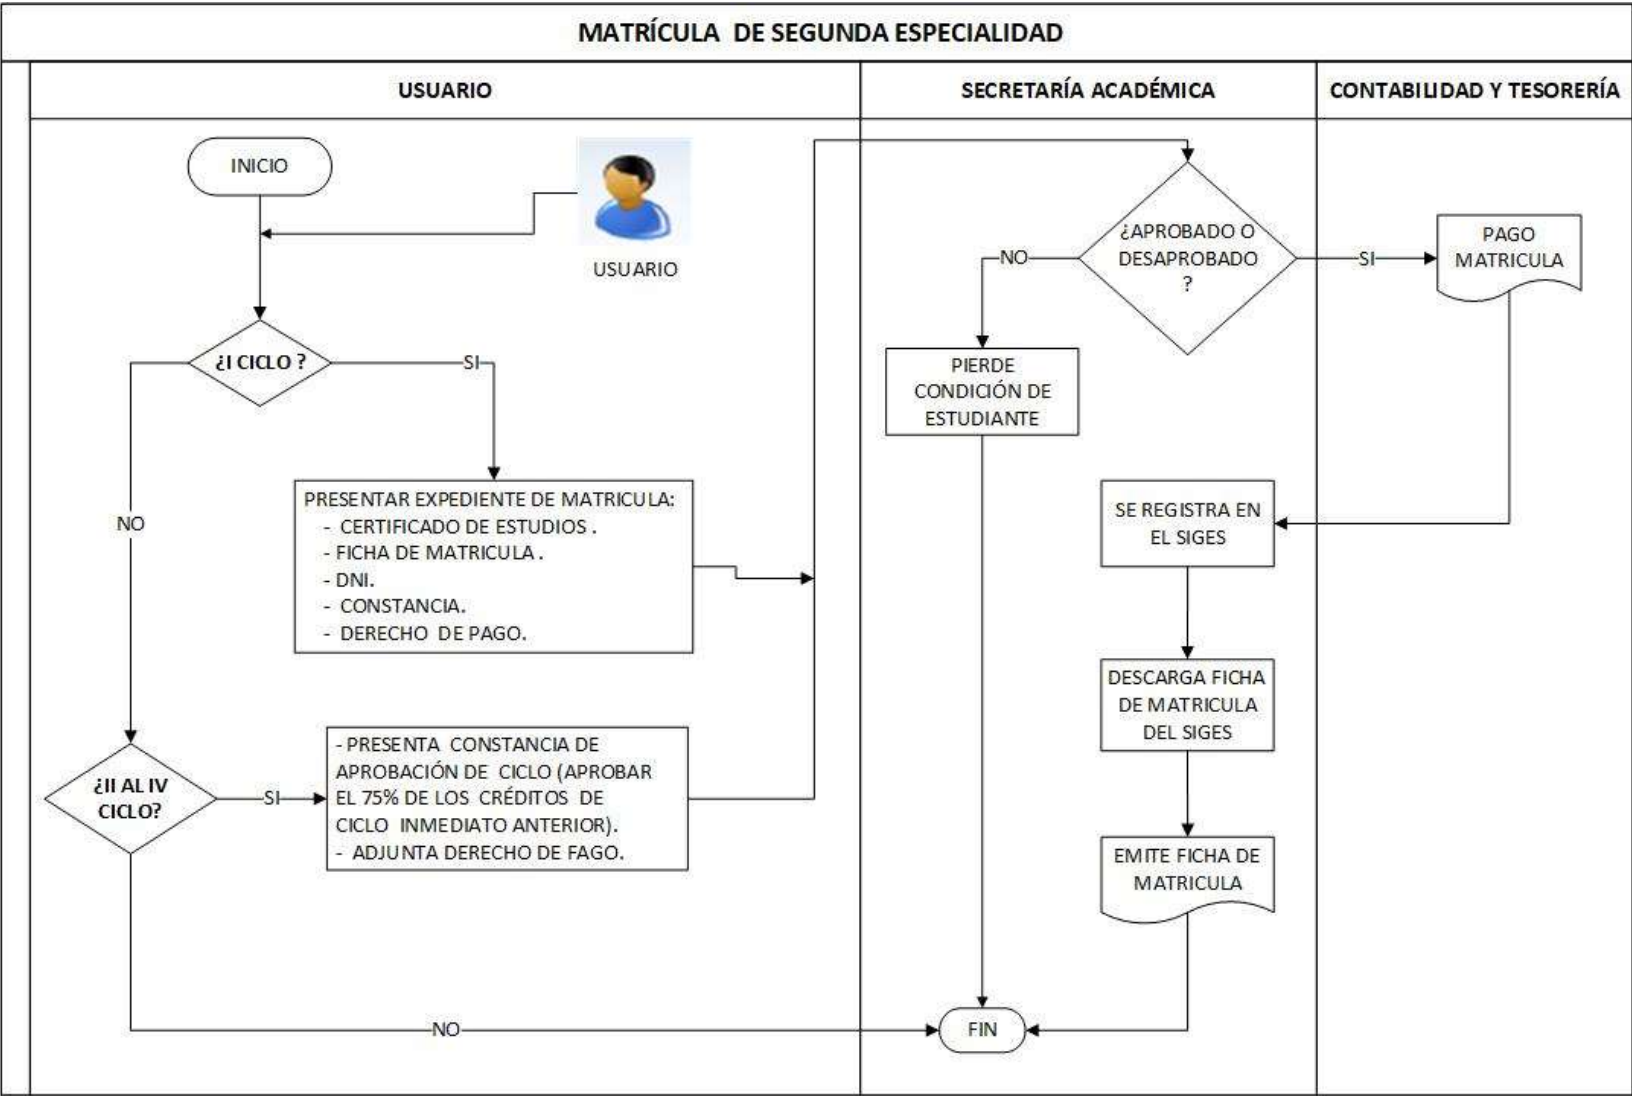 MATRÍCULA DE SEGUNDA ESPECIALIDAD
USUARIO
SECRETARÍA ACADÉMICA
CONTABILIDAD Y TESORERÍA
INICIO
USUARIO
¿I CICLO ?
SI
NO
PRESENTAR EXPEDIENTE DE MATRICULA:
- CERTIFICADO DE ESTUDIOS .
- FICHA DE MATRICULA .
- DNI.
- CONSTANCIA.
- DERECHO DE PAGO.
¿II AL IV
CICLO?
SI
- PRESENTA CONSTANCIA DE
APROBACIÓN DE CICLO (APROBAR
EL 75% DE LOS CRÉDITOS DE
CICLO INMEDIATO ANTERIOR).
- ADJUNTA DERECHO DE FAGO.
NO
¿APROBADO O
DESAPROBADO
?
NO
SI
PIERDE
CONDICIÓN DE
ESTUDIANTE
PAGO
MATRICULA
SE REGISTRA EN
EL SIGES
DESCARGA FICHA
DE MATRICULA
DEL SIGES
EMITE FICHA DE
MATRICULA
FIN